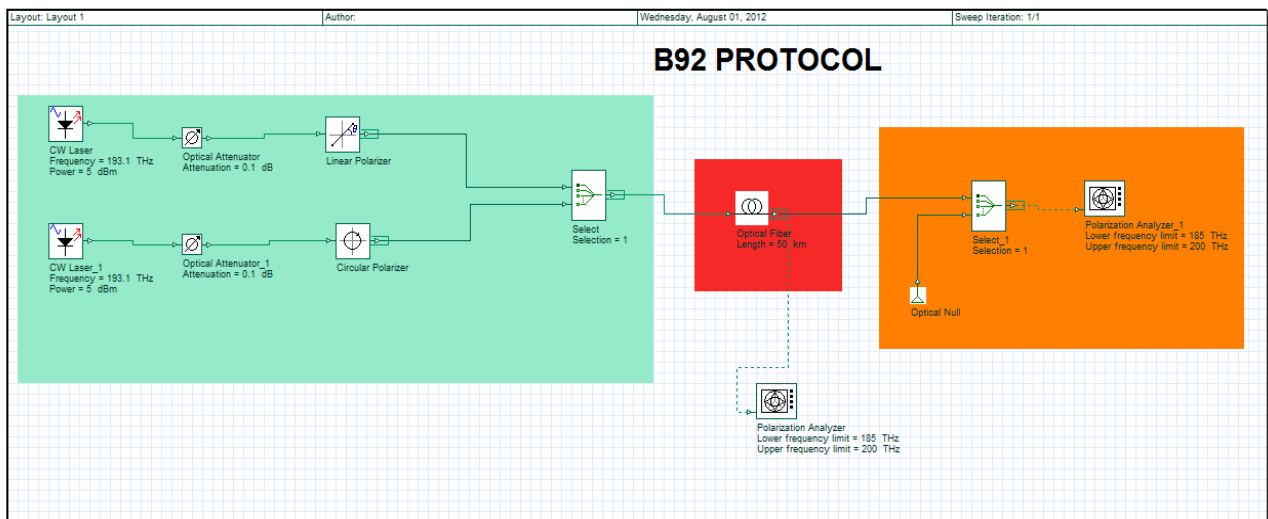 Layout: Layout 1
Author:
Wednesday, August 01, 2012
Sweep Iteration: 1/1
B92 PROTOCOL
CW Laser
Frequency = 193.1 THz
Power = 5 dBm
Optical Attenuator
Attenuation = 0.1 dB
Linear Polarizer
CW Laser_1
Frequency = 193.1 THz
Power = 5 dBm
Optical Attenuator_1
Attenuation = 0.1 dB
Circular Polarizer
Select
Selection = 1
Optical Fiber
Length = 50 km
Select_1
Selection = 1
Polarization Analyzer_1
Lower frequency limit = 185 THz
Upper frequency limit = 200 THz
Optical Null
Polarization Analyzer
Lower frequency limit = 185 THz
Upper frequency limit = 200 THz